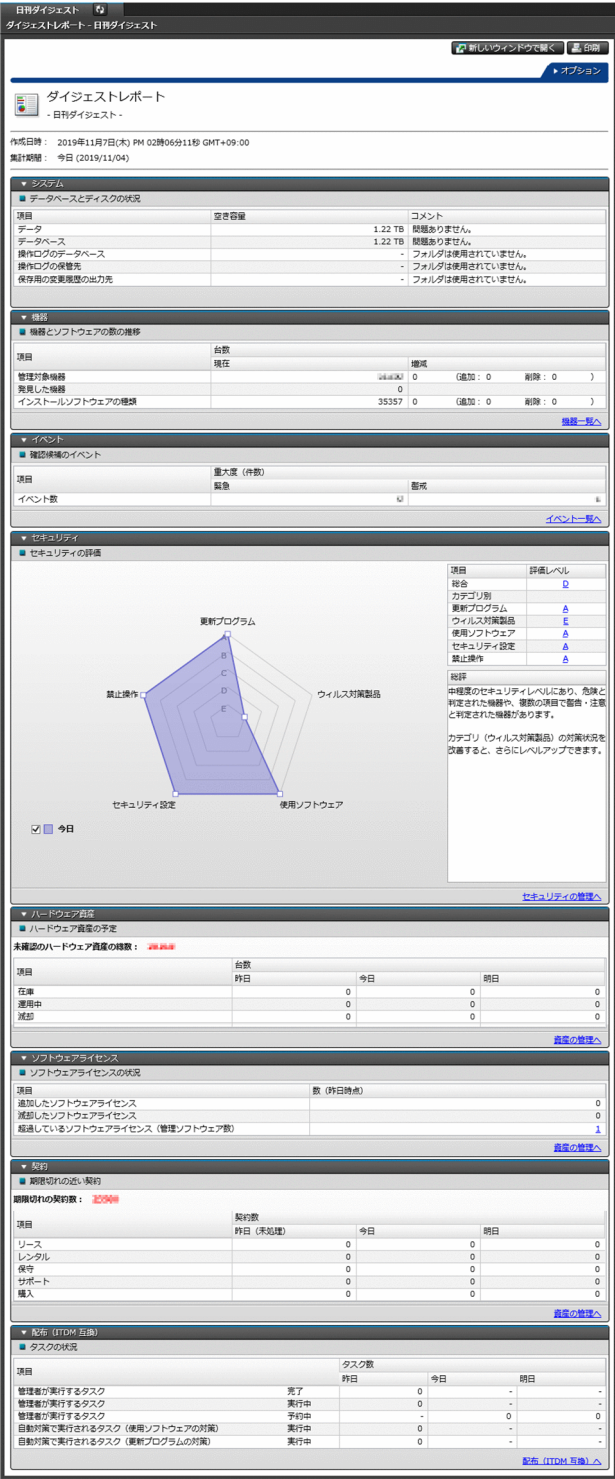 日刊ダイジェスト
ダイジェストレポート - 日刊ダイジェスト
新しいウィンドウで開く 印刷
オプション
ダイジェストレポート
- 日刊ダイジェスト -
作成日時： 2019年11月7日(木) PM 02時06分11秒 GMT+09:00
集計期間： 今日 (2019/11/04)
▼ システム
データベースとディスクの状況
項目 空き容量 コメント
データ 1.22 TB 問題ありません。
データベース 1.22 TB 問題ありません。
操作ログのデータベース - フォルダは使用されていません。
操作ログの保管先 - フォルダは使用されていません。
保存用の変更履歴の出力先 - フォルダは使用されていません。
▼ 機器
機器とソフトウェアの数の推移
項目 台数
現在 増減
管理対象機器 0 (追加： 0 削除： 0 )
発見した機器 0
インストールソフトウェアの種類 35357 0 (追加： 0 削除： 0 )
機器一覧へ
▼ イベント
確認候補のイベント
項目 重大度（件数）
緊急 警戒
イベント数
イベント一覧へ
▼ セキュリティ
セキュリティの評価
更新プログラム
A
B
C
D
E
禁止操作 ウィルス対策製品
セキュリティ設定 使用ソフトウェア
今日
項目 評価レベル
総合 D
カテゴリ別
更新プログラム A
ウィルス対策製品 E
使用ソフトウェア A
セキュリティ設定 A
禁止操作 A
総評
中程度のセキュリティレベルにあり、危険と
判定された機器や、複数の項目で警告・注意
と判定された機器があります。
カテゴリ（ウィルス対策製品）の対策状況を
改善すると、さらにレベルアップできます。
セキュリティの管理へ
▼ ハードウェア資産
ハードウェア資産の予定
未確認のハードウェア資産の総数：
項目 台数
昨日 今日 明日
在庫 0 0 0
運用中 0 0 0
滅却 0 0 0
資産の管理へ
▼ ソフトウェアライセンス
ソフトウェアライセンスの状況
項目 数（昨日時点）
追加したソフトウェアライセンス 0
滅却したソフトウェアライセンス 0
超過しているソフトウェアライセンス（管理ソフトウェア数） 1
資産の管理へ
▼ 契約
期限切れの近い契約
期限切れの契約数：
項目 契約数
昨日（未処理） 今日 明日
リース 0 0 0
レンタル 0 0 0
保守 0 0 0
サポート 0 0 0
購入 0 0 0
資産の管理へ
▼ 配布（ITDM 互換）
タスクの状況
項目 タスク数
昨日 今日 明日
管理者が実行するタスク 完了 0 - -
管理者が実行するタスク 実行中 0 - -
管理者が実行するタスク 予約中 - 0 0
自動対策で実行されるタスク（使用ソフトウェアの対策） 実行中 0 - -
自動対策で実行されるタスク（更新プログラムの対策） 実行中 0 - -
配布（ITDM 互換）へ